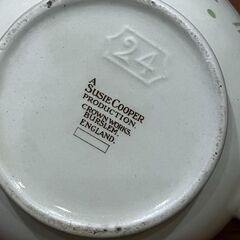 24
A
SUSIE COOPER
PRODUCTION.
CROWN WORKS.
BURSLEM.
ENGLAND.